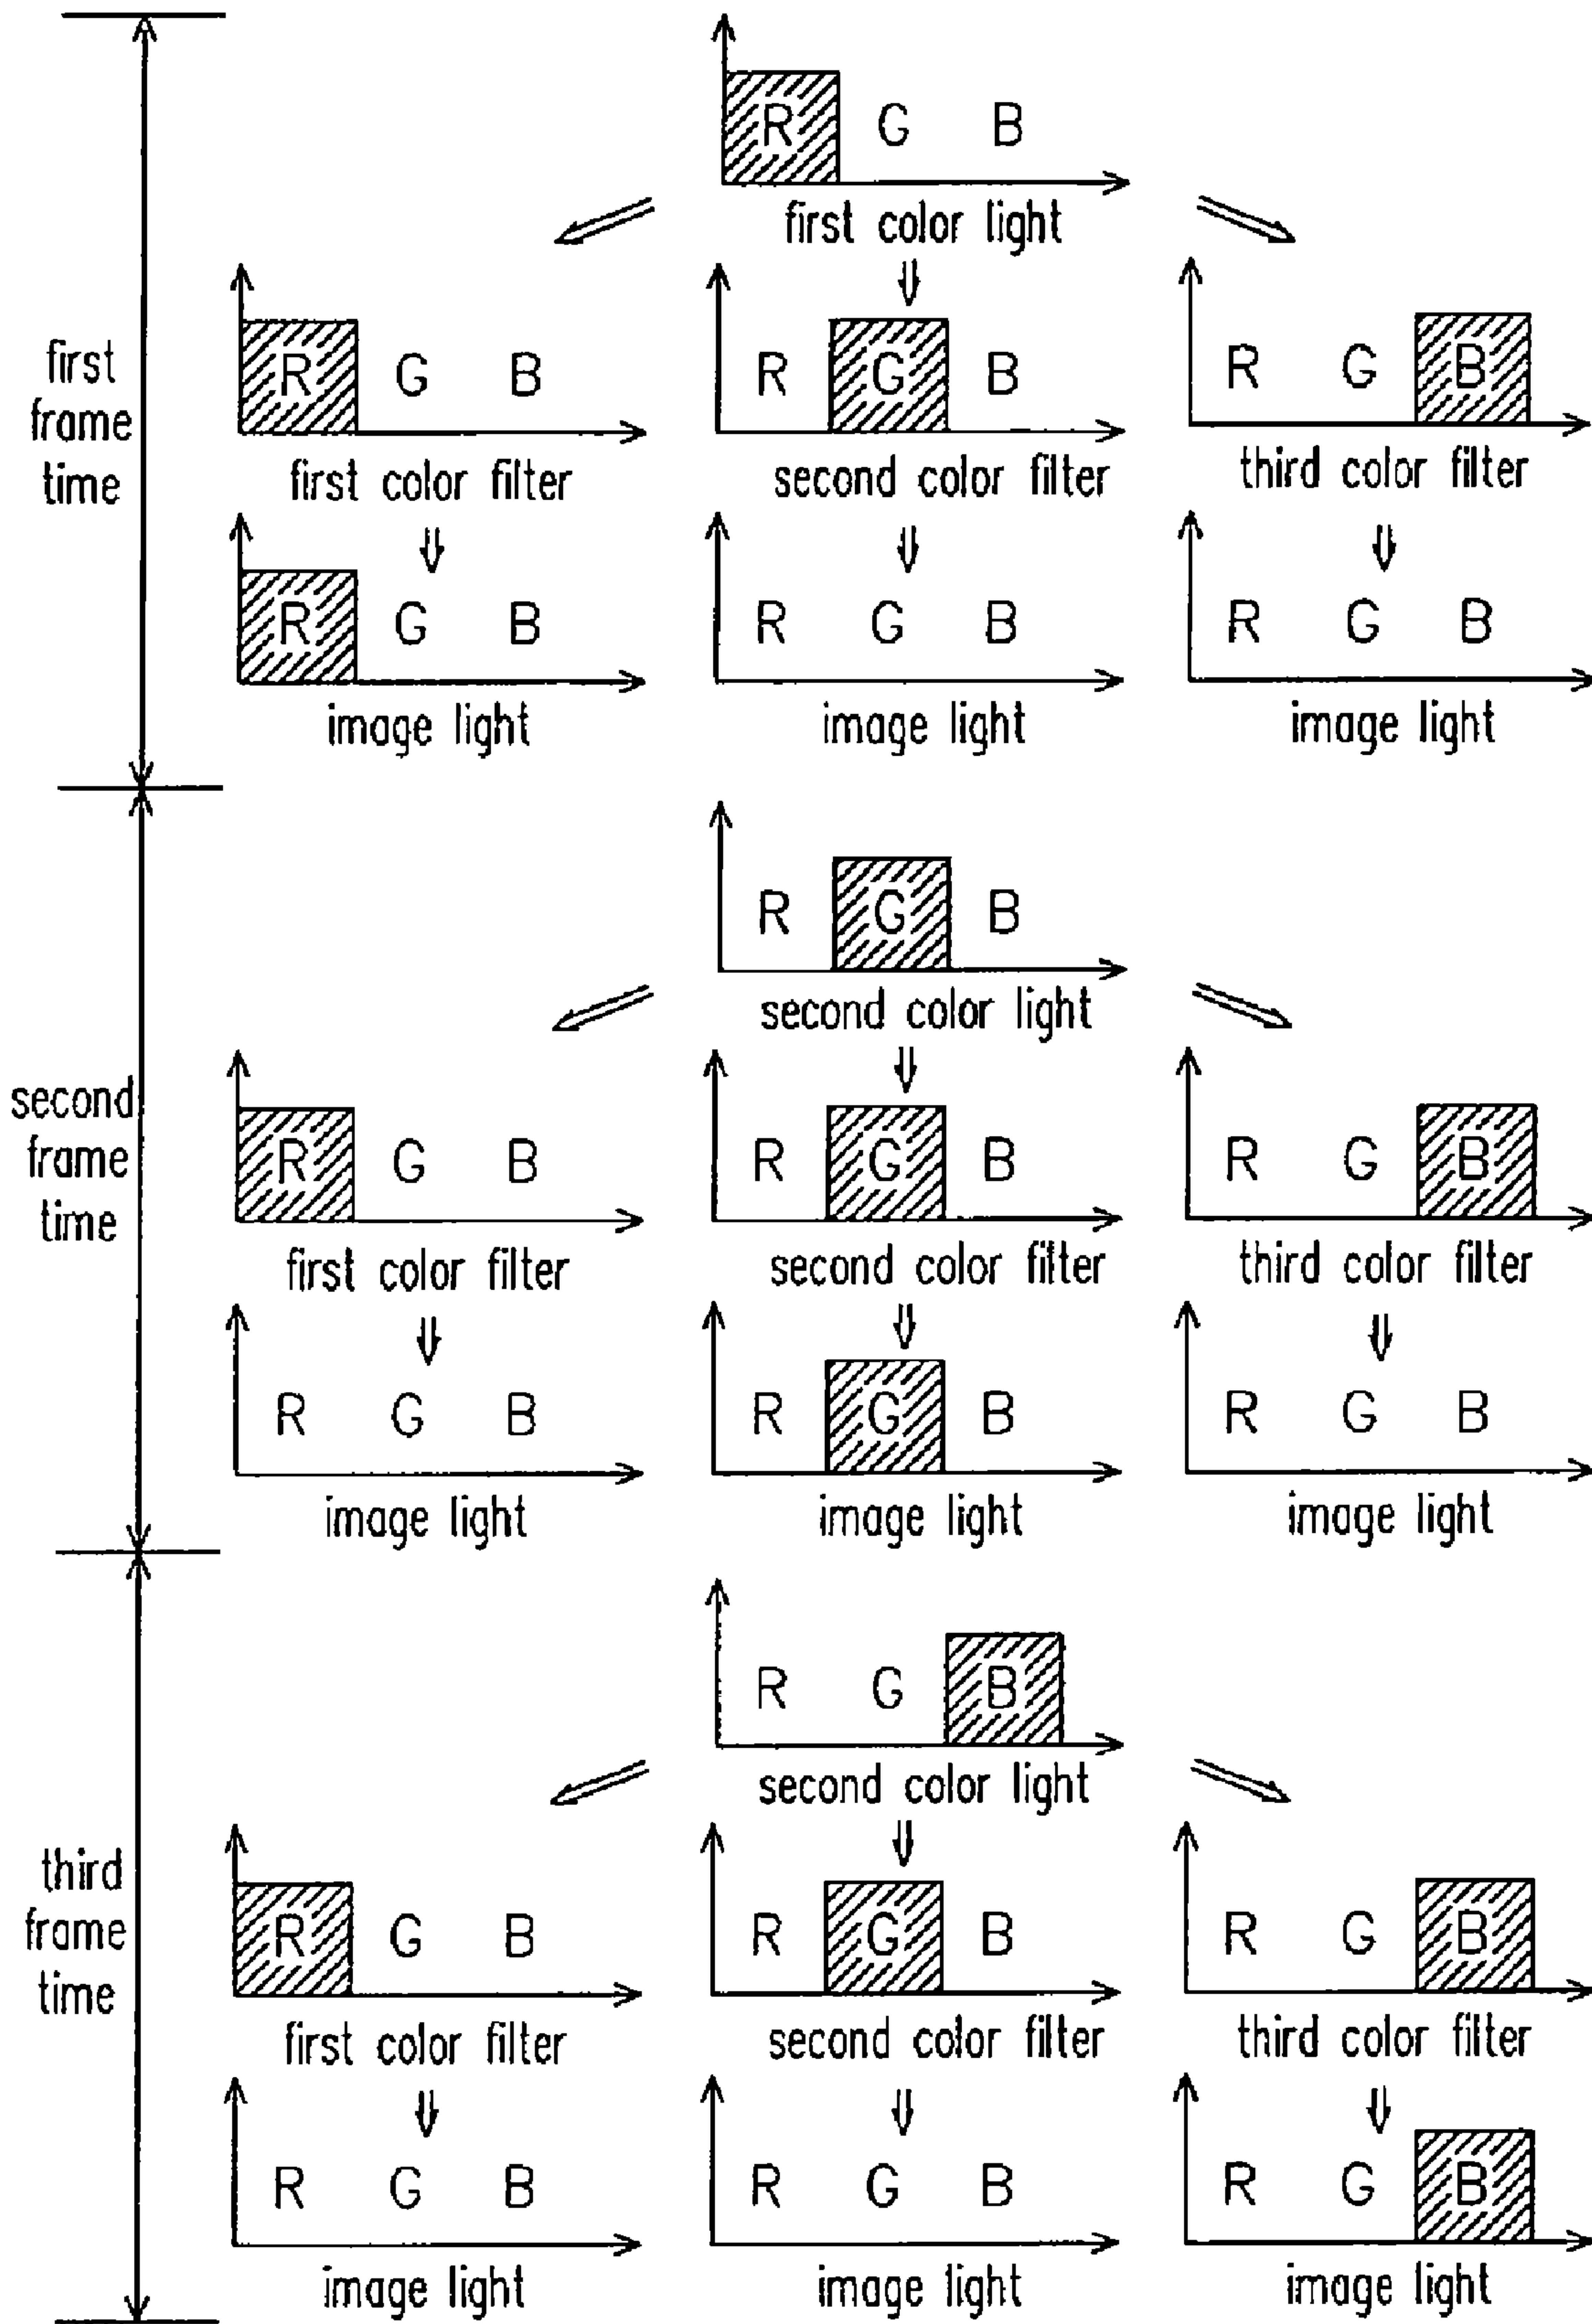 R G B
first color light
R G B
R G B
R G B
first color filter
second color filter
third color filter
first
frame
time
R G B
R G B
R G B
image light
image light
image light
R G B
second color light
R G B
R G B
R G B
first color filter
second color filter
third color filter
second
frame
time
R G B
R G B
R G B
image light
image light
image light
R G B
second color light
R G B
R G B
R G B
first color filter
second color filter
third color filter
third
frame
time
R G B
R G B
R G B
image light
image light
image light